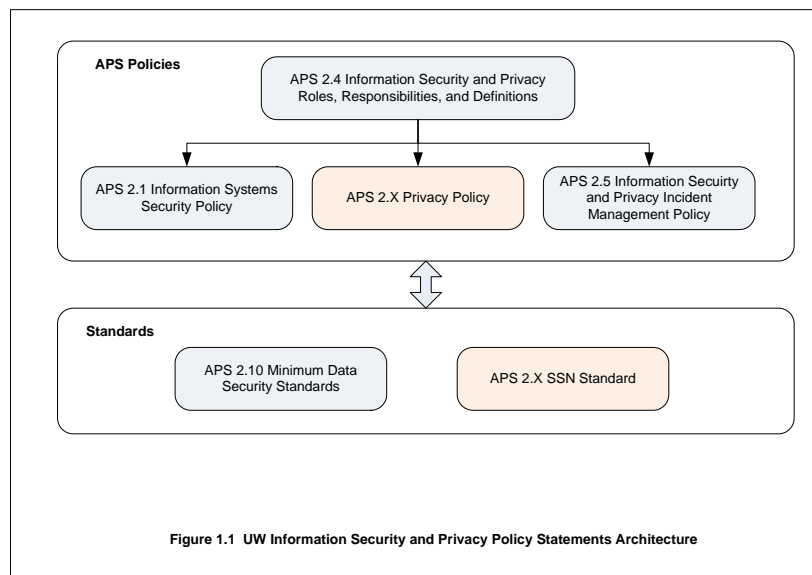 APS Policies
APS 2.4 Information Security and Privacy
Roles, Responsibilities, and Definitions
APS 2.1 Information Systems
Security Policy
APS 2.X Privacy Policy
APS 2.5 Information Secuirty
and Privacy Incident
Management Policy
Standards
APS 2.10 Minimum Data
Security Standards
APS 2.X SSN Standard
Figure 1.1 UW Information Security and Privacy Policy Statements Architecture